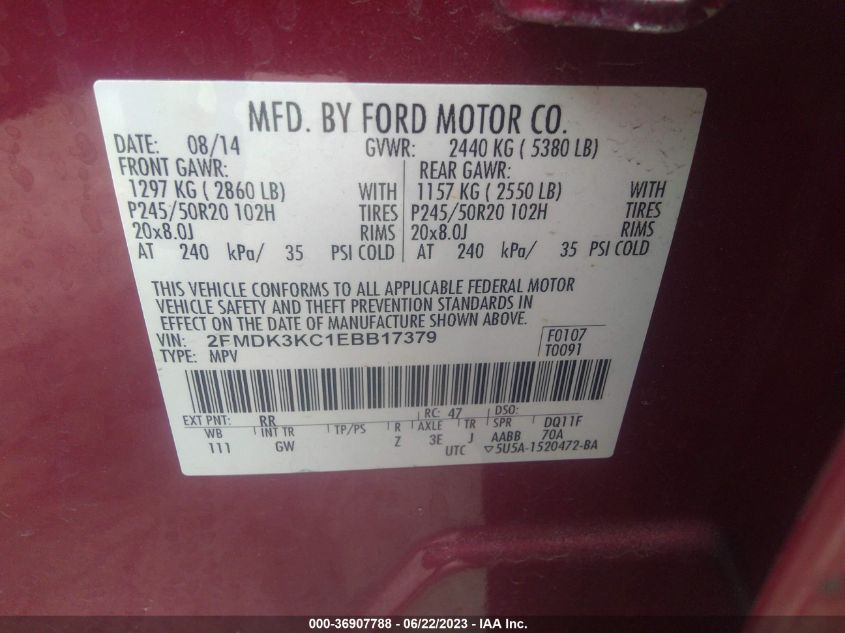 MFD. BY FORD MOTOR CO.
DATE: 08/14 GVWR: 2440 KG ( 5380 LB)
FRONT GAWR: REAR GAWR:
1297 KG ( 2860 LB) WITH 1157 KG ( 2550 LB) WITH
P245/50R20 102H TIRES P245/50R20 102H TIRES
20x8.0J RIMS 20x8.0J RIMS
AT 240 kPa/ 35 PSI COLD AT 240 kPa/ 35 PSI COLD
THIS VEHICLE CONFORMS TO ALL APPLICABLE FEDERAL MOTOR
VEHICLE SAFETY AND THEFT PREVENTION STANDARDS IN
EFFECT ON THE DATE OF MANUFACTURE SHOWN ABOVE.
VIN: 2FMDK3KC1EBB17379 F0107
TYPE: MPV T0091
EXT PNT: RR RC: 47 DSO:
WB INT TR TP/PS R AXLE TR SPR DQ11F
111 GW Z 3E J AABB 70A
UTC ▽5U5A-1520472-BA
000-36907788 - 06/22/2023 - IAAI Inc.